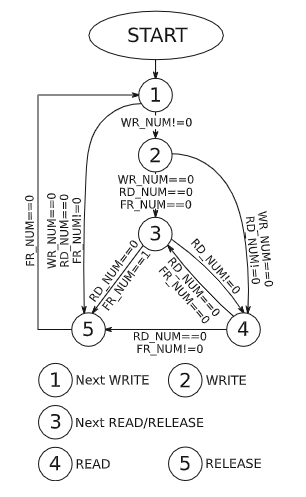 START
1
WR_NUM!=0
2
WR_NUM==0
RD_NUM==0
FR_NUM==0
3
FR_NUM==0
WR_NUM==0
RD_NUM==0
FR_NUM!=0
RD_NUM==0
FR_NUM==1
RD_NUM!=0
RD_NUM==0
FR_NUM!=0
WR_NUM==0
RD_NUM!=0
5
4
RD_NUM==0
FR_NUM!=0
1 Next WRITE
2 WRITE
3 Next READ/RELEASE
4 READ
5 RELEASE